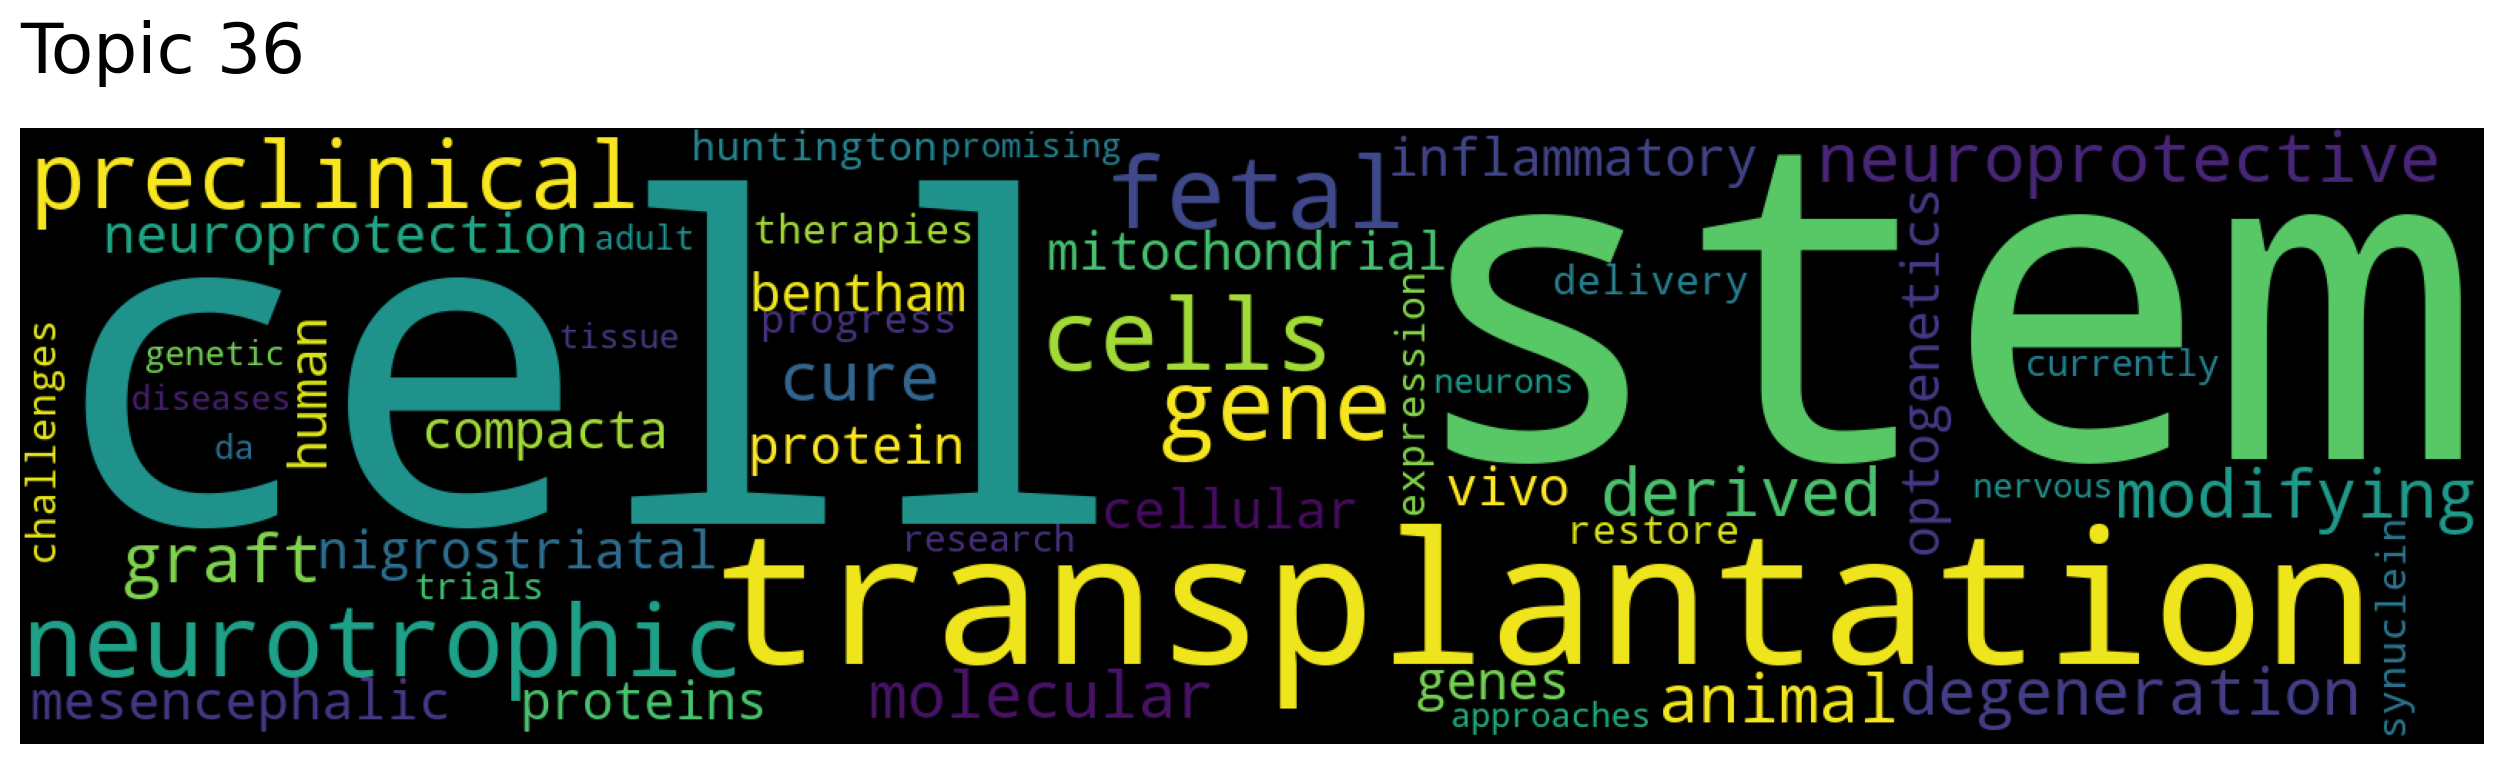 Topic 36
preclinical
huntington
promising
fetal
inflammatory
neuroprotective
neuroprotection
adult
therapies
mitochondrial
stem
cell
delivery
optogenetics
bentham
progress
cells
expression
tissue
genetic
human
challenges
diseases
cure
gene
neurons
currently
da
compacta
protein
vivo
derived
nervous
modifying
cellular
graft
nigrostriatal
research
restore
trials
transplantation
synuclein
neurotrophic
mesencephalic
proteins
molecular
genes
approaches
animal
degeneration